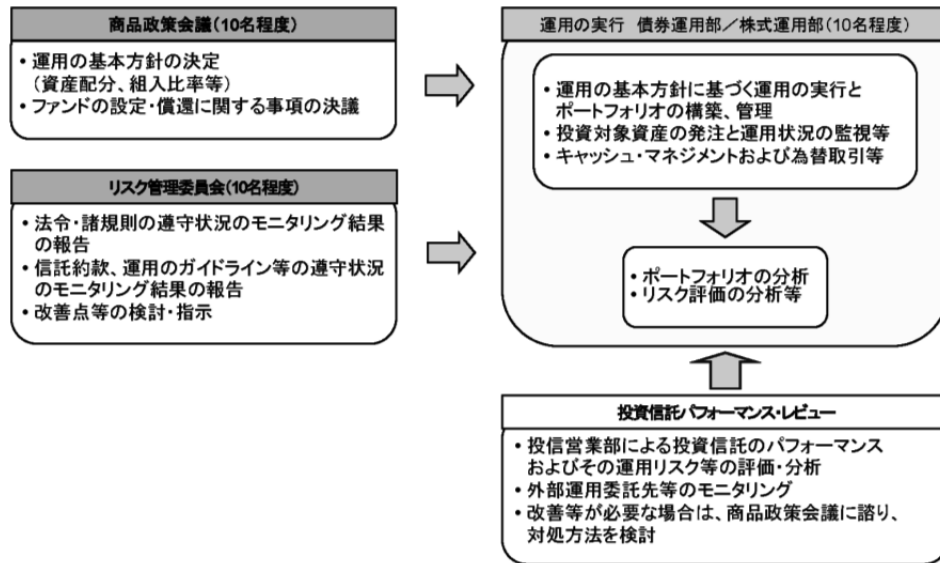 商品政策会議(10名程度)
• 運用の基本方針の決定
(資産配分、組入比率等)
• ファンドの設定・償還に関する事項の決議
リスク管理委員会(10名程度)
• 法令・諸規則の遵守状況のモニタリング結果
の報告
• 信託約款、運用のガイドライン等の遵守状況
のモニタリング結果の報告
• 改善点等の検討・指示
運用の実行 債券運用部/株式運用部(10名程度)
• 運用の基本方針に基づく運用の実行と
ポートフォリオの構築、管理
• 投資対象資産の発注と運用状況の監視等
• キャッシュ・マネジメントおよび為替取引等
• ポートフォリオの分析
• リスク評価の分析等
投資信託パフォーマンス・レビュー
• 投信営業部による投資信託のパフォーマンス
およびその運用リスク等の評価・分析
• 外部運用委託先等のモニタリング
• 改善等が必要な場合は、商品政策会議に諮り、
対処方法を検討